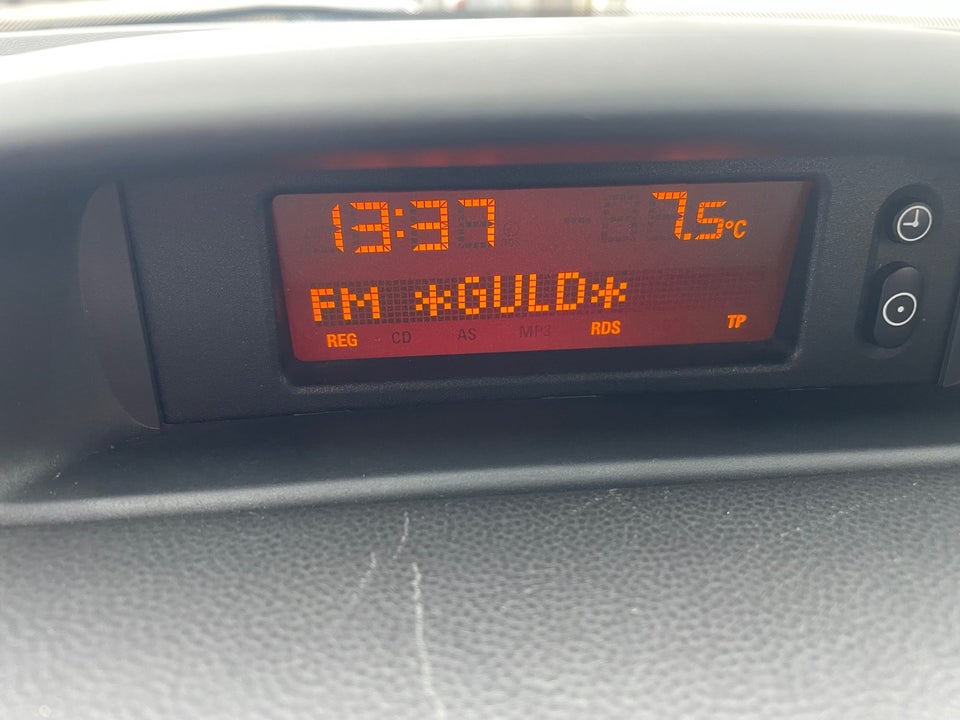 13:37 7.5°C
FM *GULD*
REG CD AS MP3 RDS TP